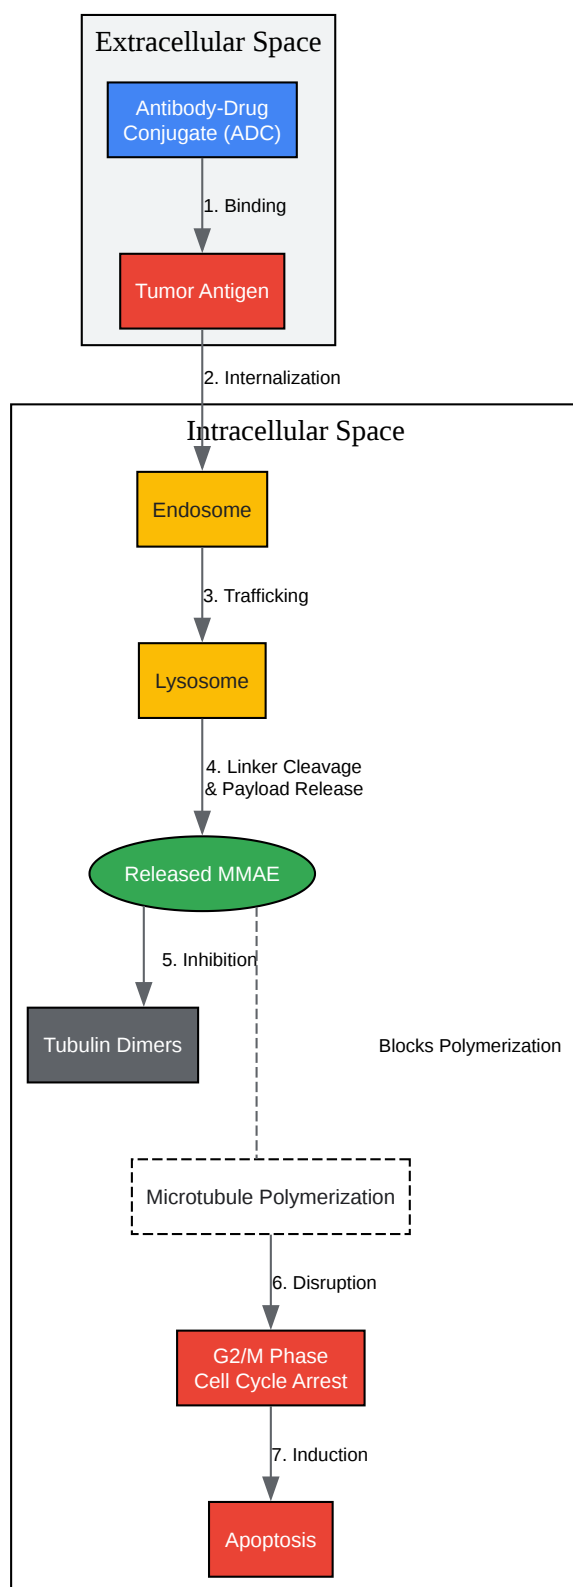 Extracellular Space
Antibody-Drug
Conjugate (ADC)
1. Binding
Tumor Antigen
2. Internalization
Intracellular Space
Endosome
3. Trafficking
Lysosome
4. Linker Cleavage
& Payload Release
Released MMAE
5. Inhibition
Tubulin Dimers
Blocks Polymerization
Microtubule Polymerization
6. Disruption
G2/M Phase
Cell Cycle Arrest
7. Induction
Apoptosis